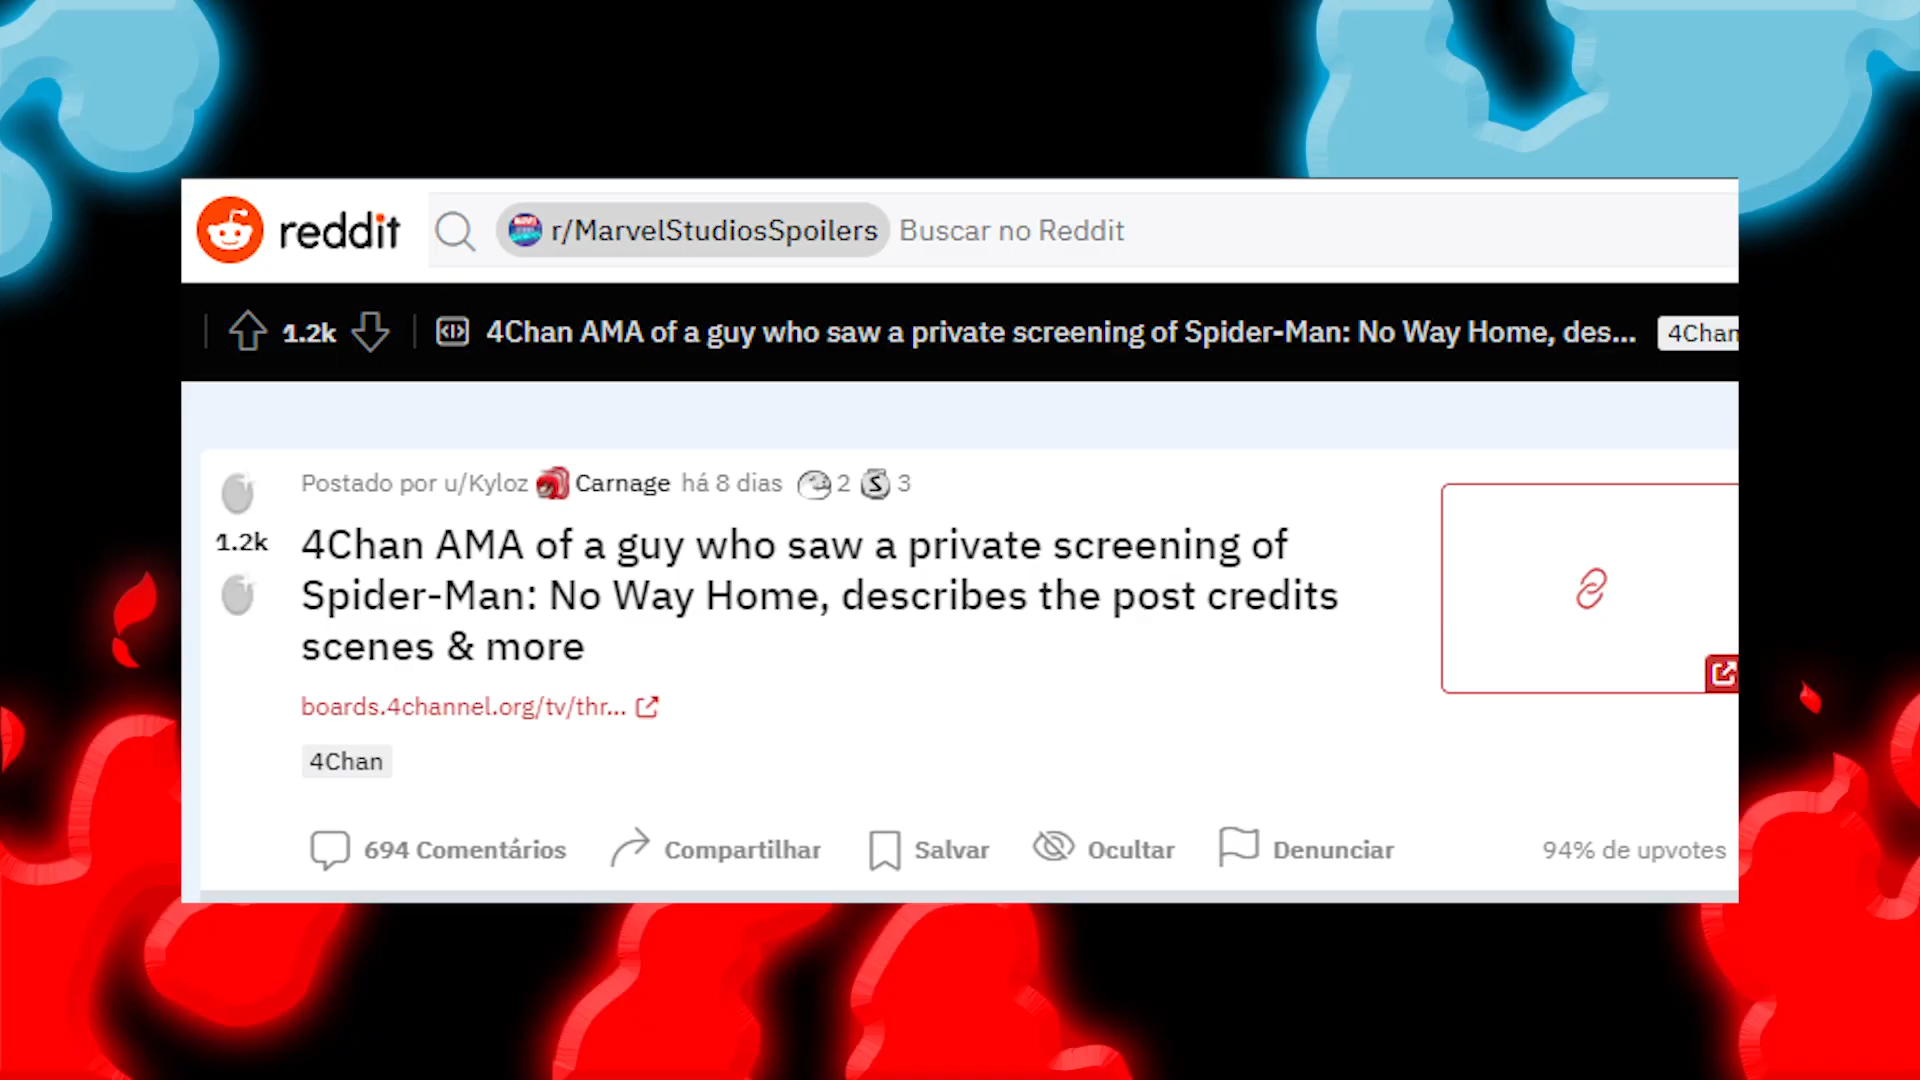 reddit r/MarvelStudiosSpoilers Buscar no Reddit
1.2k 4Chan AMA of a guy who saw a private screening of Spider-Man: No Way Home, des... 4Chan
Postado por u/Kyloz Carnage há 8 dias 2 S 3
1.2k
4Chan AMA of a guy who saw a private screening of
Spider-Man: No Way Home, describes the post credits
scenes & more
boards.4channel.org/tv/thr...
4Chan
694 Comentários Compartilhar Salvar Ocultar Denunciar 94% de upvotes